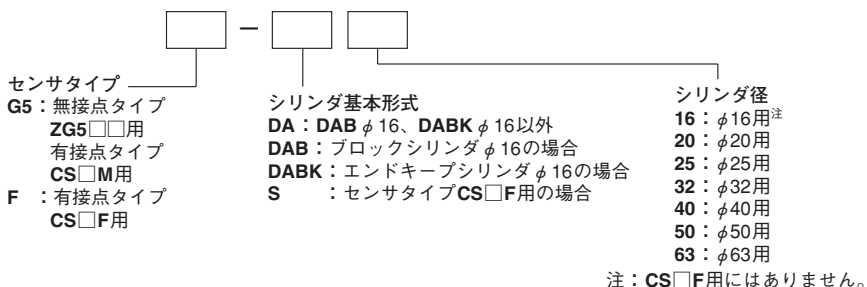 －
センサタイプ
G5：無接点タイプ
ZG5□□用
有接点タイプ
CS□M用
F ：有接点タイプ
CS□F用
シリンダ基本形式
DA：DABφ16、DABKφ16以外
DAB：ブロックシリンダφ16の場合
DABK：エンドキープシリンダφ16の場合
S ：センサタイプCS□F用の場合
シリンダ径
16：φ16用注
20：φ20用
25：φ25用
32：φ32用
40：φ40用
50：φ50用
63：φ63用
注：CS□F用にはありません。